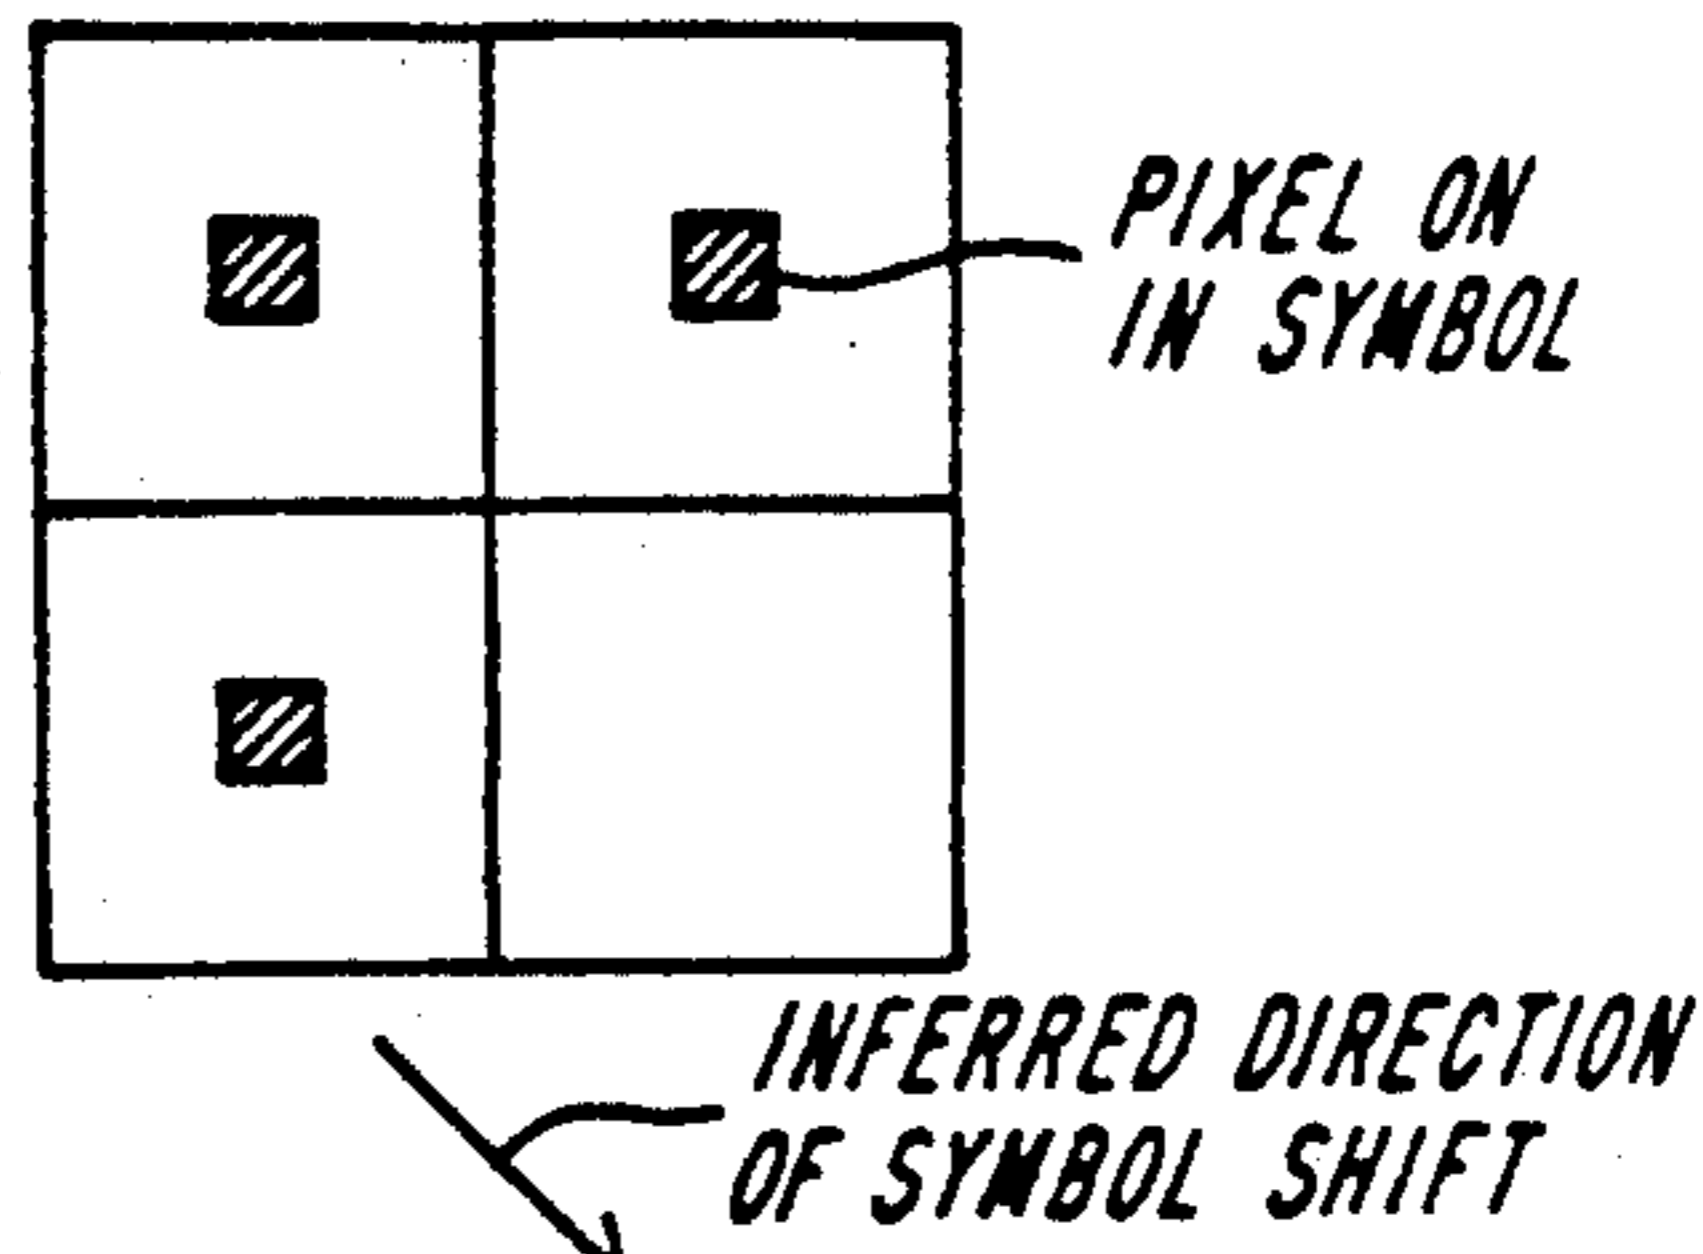 PIXEL ON
IN SYMBOL
INFERRED DIRECTION
OF SYMBOL SHIFT